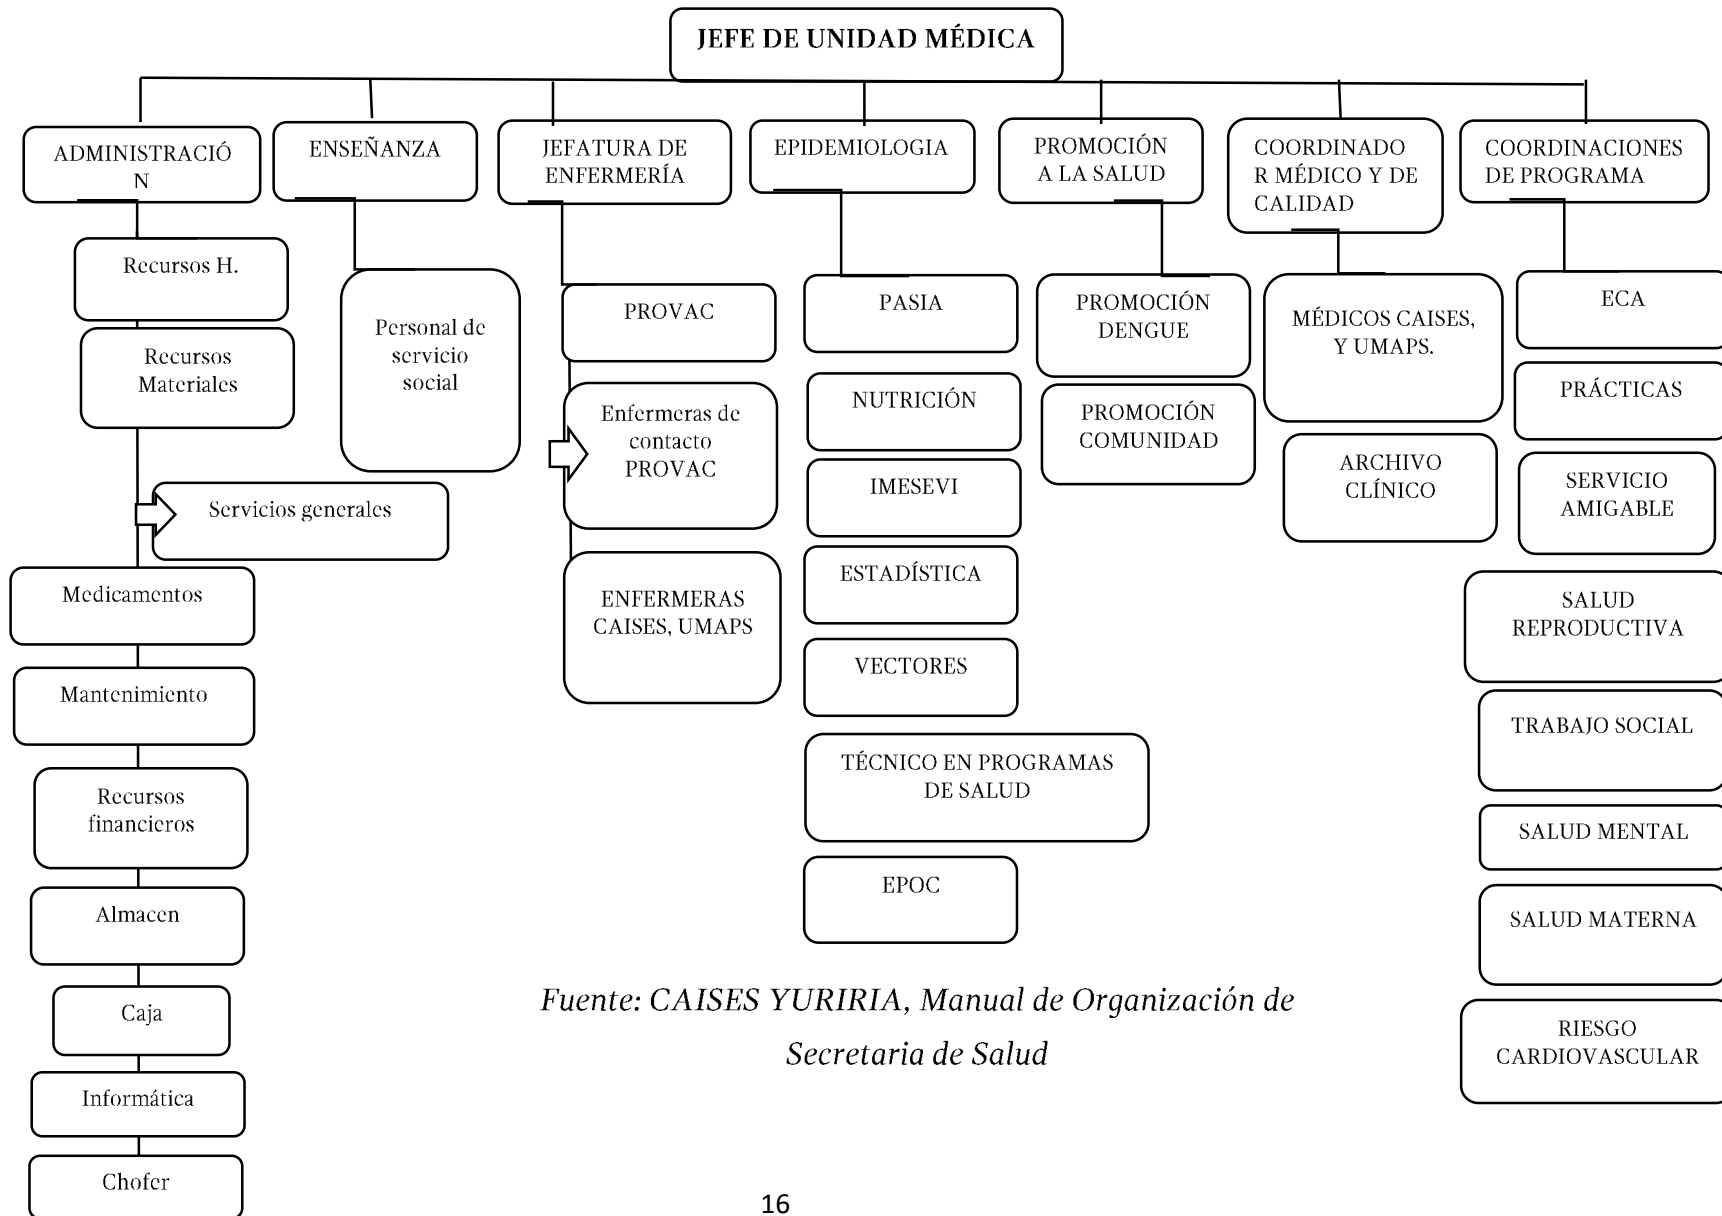 JEFE DE UNIDAD MÉDICA
ADMINISTRACIÓ
N
Recursos H.
Recursos
Materiales
Servicios generales
Medicamentos
Mantenimiento
Recursos
financieros
Almacen
Caja
Informática
Chofer
ENSEÑANZA
Personal de
servicio
social
JEFATURA DE
ENFERMERÍA
PROVAC
Enfermeras de
contacto
PROVAC
ENFERMERAS
CAISES, UMAPS
EPIDEMIOLOGIA
PASIA
NUTRICIÓN
IMESEVI
ESTADÍSTICA
VECTORES
TÉCNICO EN PROGRAMAS
DE SALUD
EPOC
PROMOCIÓN
A LA SALUD
PROMOCIÓN
DENGUE
PROMOCIÓN
COMUNIDAD
COORDINADO
R MÉDICO Y DE
CALIDAD
MÉDICOS CAISES,
Y UMAPS.
ARCHIVO
CLÍNICO
COORDINACIONES
DE PROGRAMA
ECA
PRÁCTICAS
SERVICIO
AMIGABLE
SALUD
REPRODUCTIVA
TRABAJO SOCIAL
SALUD MENTAL
SALUD MATERNA
RIESGO
CARDIOVASCULAR
Fuente: CAISES YURIRIA, Manual de Organización de
Secretaria de Salud
16